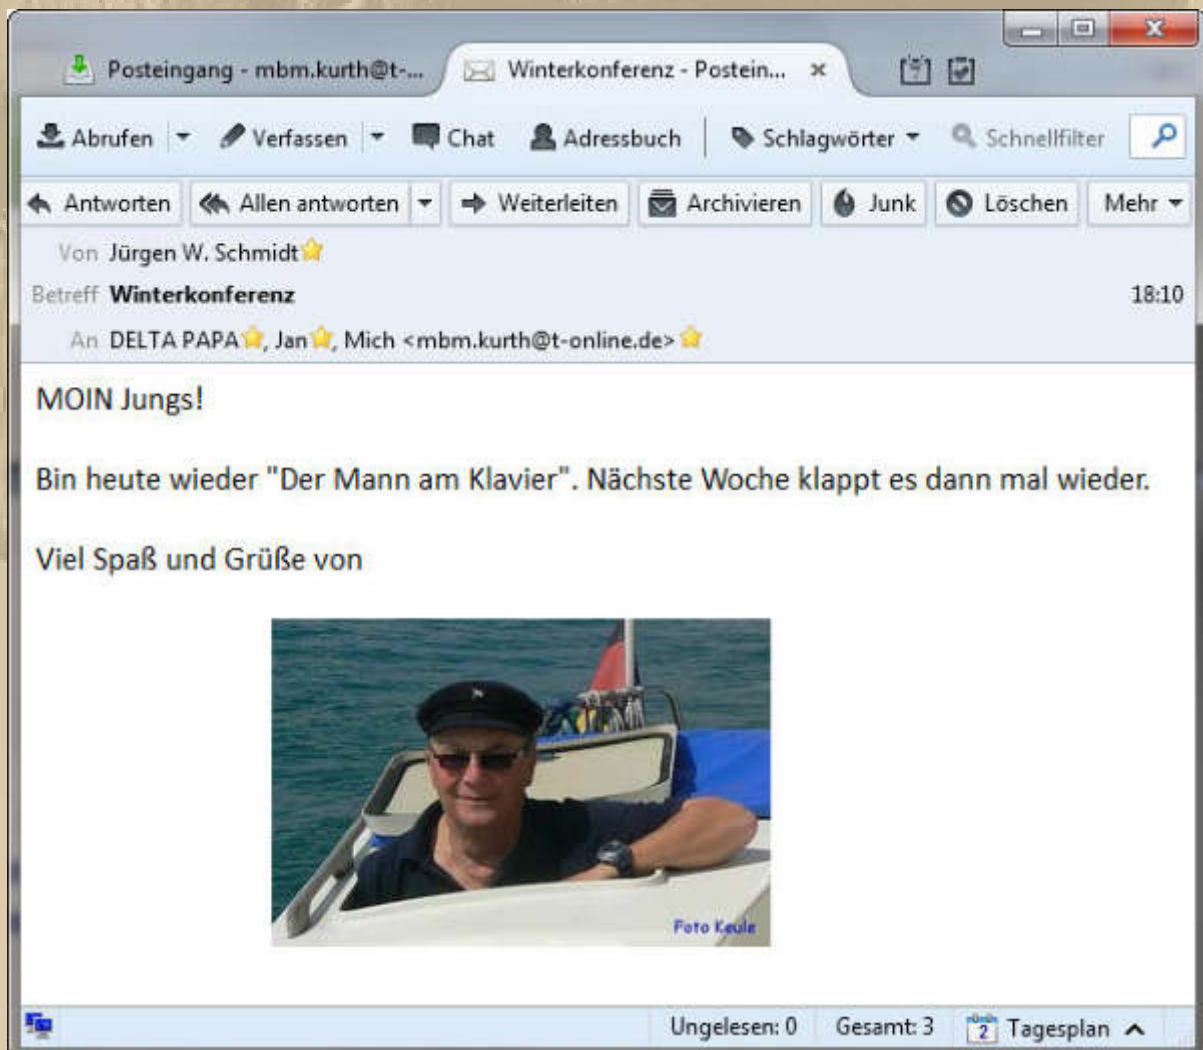 Posteingang - mbm.kurth@t-...
Winterkonferenz - Postein...
Abrufen Verfassen Chat Adressbuch Schlagwörter Schnellfilter
Antworten Allen antworten Weiterleiten Archivieren Junk Löschen Mehr
Von Jürgen W. Schmidt
Betreff Winterkonferenz 18:10
An DELTA PAPA, Jan, Mich <mbm.kurth@t-online.de>
MOIN Jungs!
Bin heute wieder "Der Mann am Klavier". Nächste Woche klappt es dann mal wieder.
Viel Spaß und Grüße von
Foto Keule
Ungelesen: 0 Gesamt: 3 2 Tagesplan